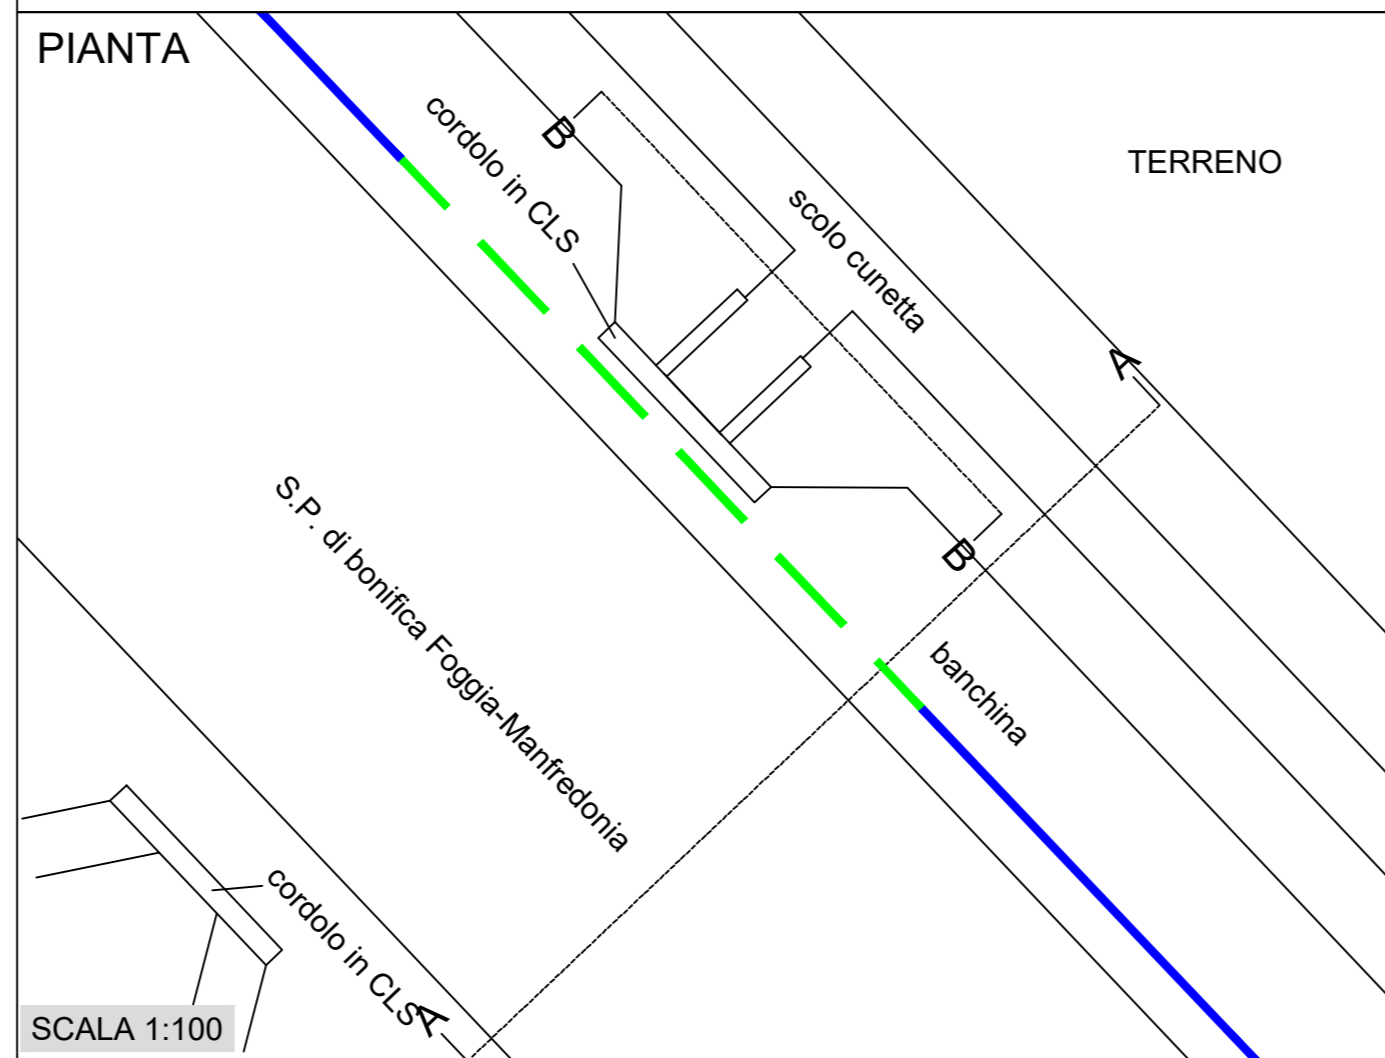 PIANTA
B
cordolo in CLS
TERRENO
scolo cunetta
A
S.P. di bonifica Foggia-Manfredonia
B
banchina
cordolo in CLS
A
SCALA 1:100